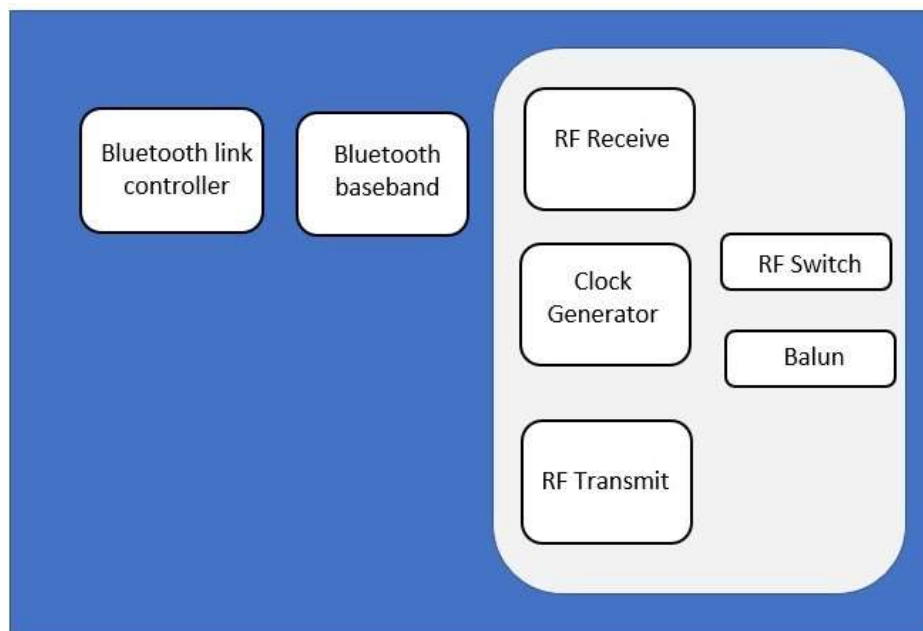 Bluetooth link
controller
Bluetooth
baseband
RF Receive
Clock
Generator
RF Switch
Balun
RF Transmit